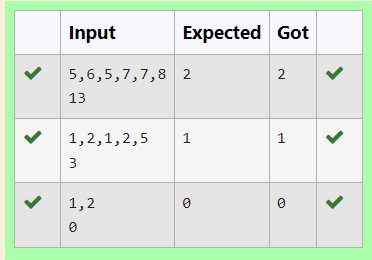 Input Expected Got
5,6,5,7,7,8 2 2
13
1,2,1,2,5 1 1
3
1,2 0 0
0